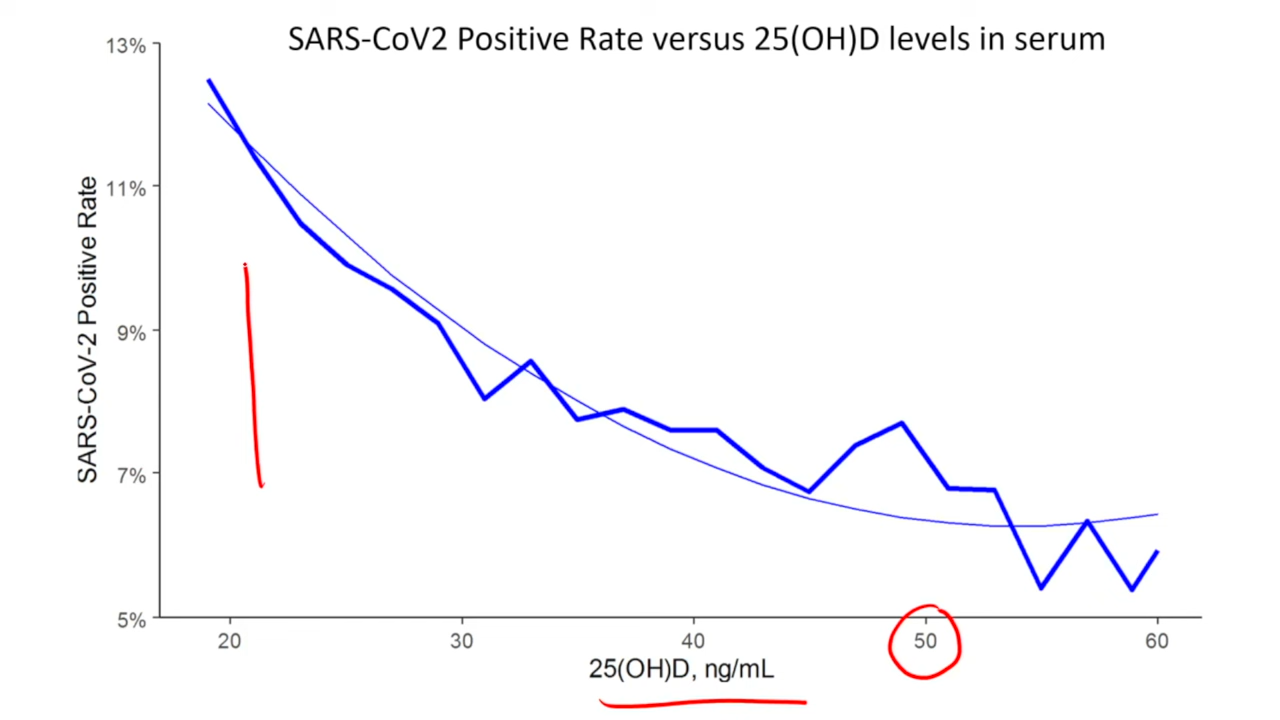 SARS-CoV2 Positive Rate versus 25(OH)D levels in serum
13%
11%
9%
7%
5%
SARS-CoV-2 Positive Rate
20 30 40 50 60
25(OH)D, ng/mL